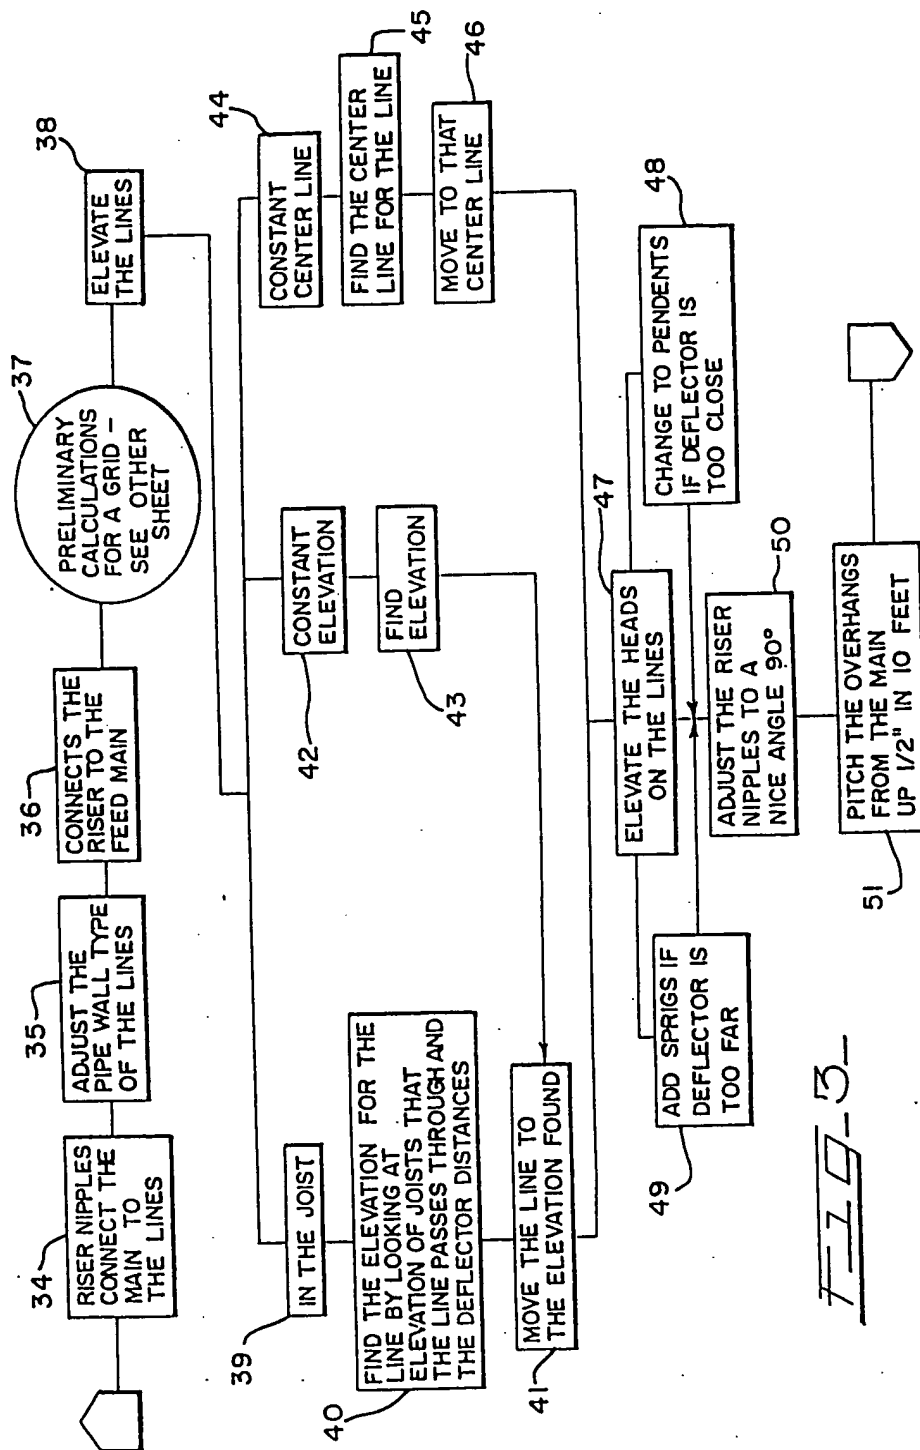 34
RISER NIPPLES
CONNECT THE
MAIN TO
THE LINES
35
ADJUST THE
PIPE WALL TYPE
OF THE LINES
36
CONNECTS THE
RISER TO THE
FEED MAIN
37
PRELIMINARY
CALCULATIONS
FOR A GRID –
SEE OTHER
SHEET
38
ELEVATE
THE LINES
39
IN THE JOIST
40
FIND THE ELEVATION FOR THE
LINE BY LOOKING AT
ELEVATION OF JOISTS THAT
THE LINE PASSES THROUGH AND
THE DEFLECTOR DISTANCES
41
MOVE THE LINE TO
THE ELEVATION FOUND
42
CONSTANT
ELEVATION
43
FIND
ELEVATION
44
CONSTANT
CENTER LINE
45
FIND THE CENTER
LINE FOR THE LINE
46
MOVE TO THAT
CENTER LINE
47
ELEVATE THE HEADS
ON THE LINES
48
CHANGE TO PENDENTS
IF DEFLECTOR IS
TOO CLOSE
49
ADD SPRIGS IF
DEFLECTOR IS
TOO FAR
50
ADJUST THE RISER
NIPPLES TO A
NICE ANGLE 90°
51
PITCH THE OVERHANGS
FROM THE MAIN
UP 1/2" IN 10 FEET
FIG. 3